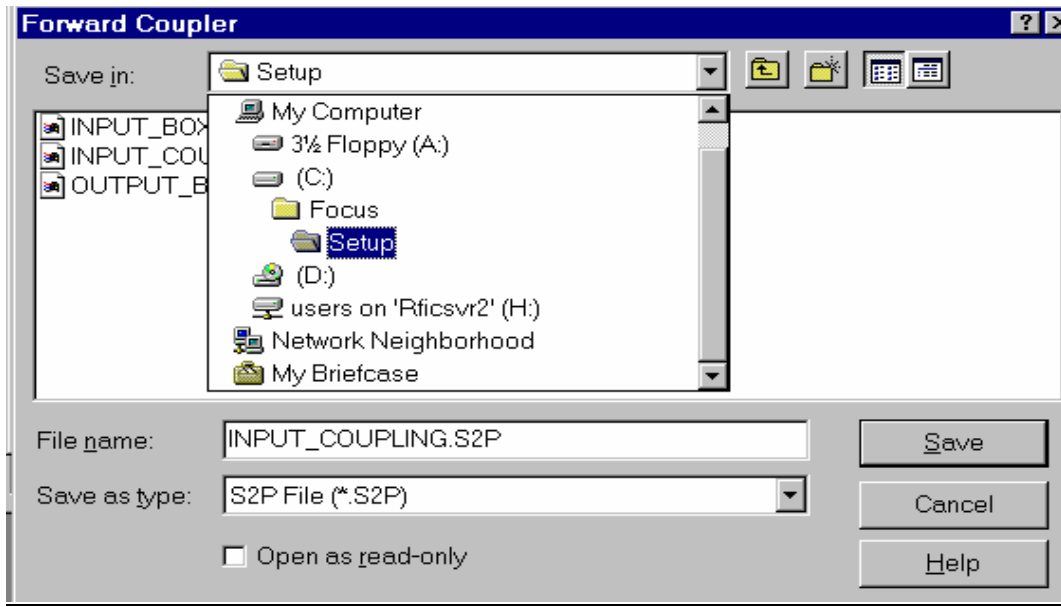 Forward Coupler
Save in:
Setup
My Computer
3½ Floppy (A:)
(C:)
Focus
Setup
(D:)
users on 'Rficsvr2' (H:)
Network Neighborhood
My Briefcase
INPUT_BOX
INPUT_COU
OUTPUT_B
File name:
INPUT_COUPLING.S2P
Save
Save as type:
S2P File (*.S2P)
Cancel
Open as read-only
Help